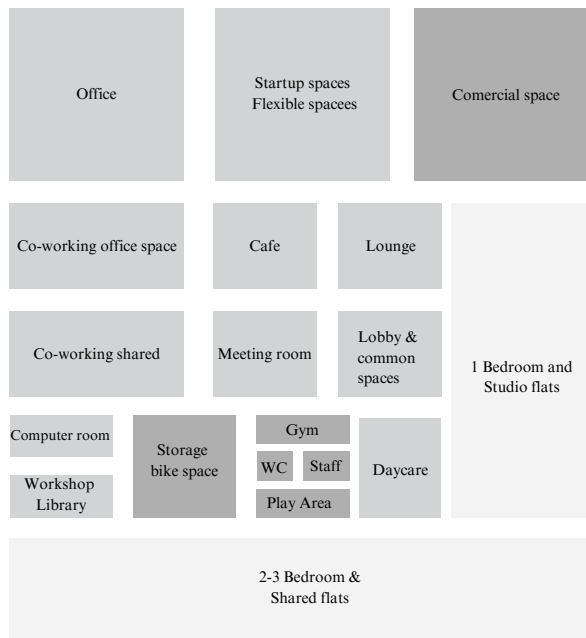 Office
Startup spaces
Flexible spacees
Comercial space
Co-working office space
Cafe
Lounge
Co-working shared
Meeting room
Lobby &
common
spaces
1 Bedroom and
Studio flats
Computer room
Workshop
Library
Storage
bike space
Gym
WC
Staff
Play Area
Daycare
2-3 Bedroom &
Shared flats